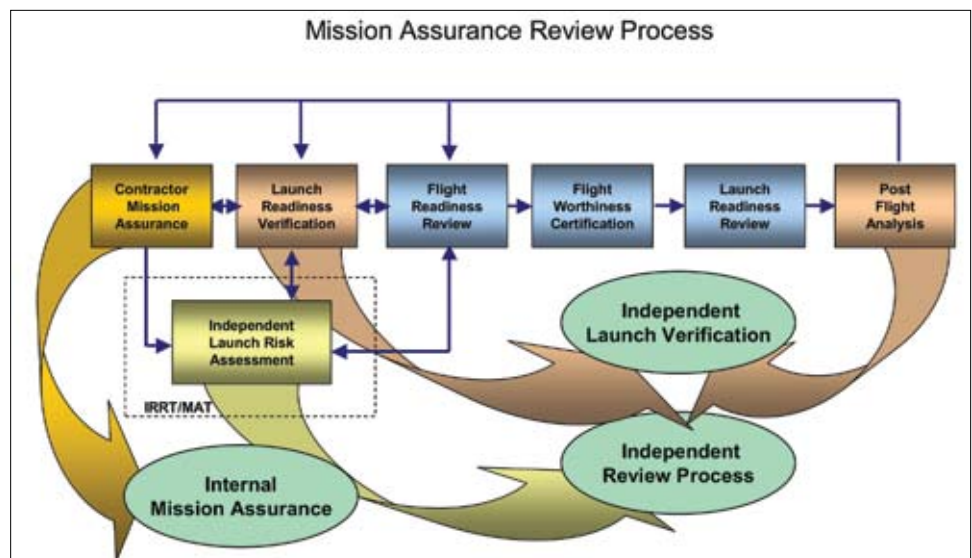 Mission Assurance Review Process
Contractor
Mission
Assurance
Launch
Readiness
Verification
Flight
Readiness
Review
Flight
Worthiness
Certification
Launch
Readiness
Review
Post
Flight
Analysis
Independent
Launch Risk
Assessment
IRRT/MAT
Independent
Launch Verification
Independent
Review Process
Internal
Mission Assurance